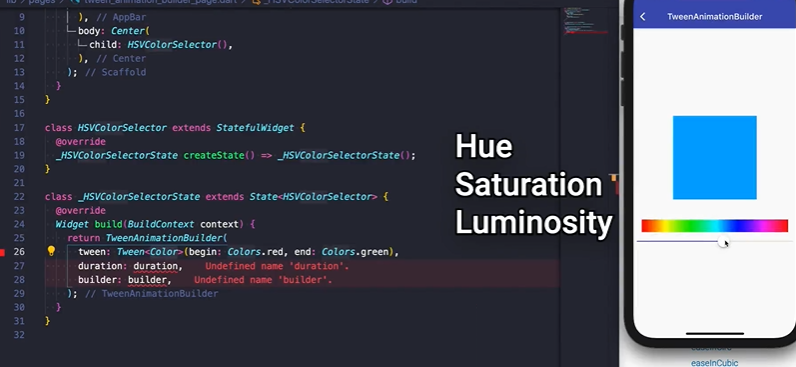 lib > pages > tween_animation_builder_page.dart > _HSVColorSelectorState > build
9 ), // AppBar
10 body: Center(
11 child: HSVColorSelector(),
12 ), // Center
13 ); // Scaffold
14 }
15 }
16
17 class HSVColorSelector extends StatefulWidget {
18 @override
19 _HSVColorSelectorState createState() => _HSVColorSelectorState();
20 }
21
22 class _HSVColorSelectorState extends State<HSVColorSelector> {
23 @override
24 Widget build(BuildContext context) {
25 return TweenAnimationBuilder(
26 tween: Tween<Color>(begin: Colors.red, end: Colors.green),
27 duration: duration, Undefined name 'duration'.
28 builder: builder, Undefined name 'builder'.
29 ); // TweenAnimationBuilder
30 }
31 }
32
Hue
Saturation
Luminosity
TweenAnimationBuilder
easeInCubic